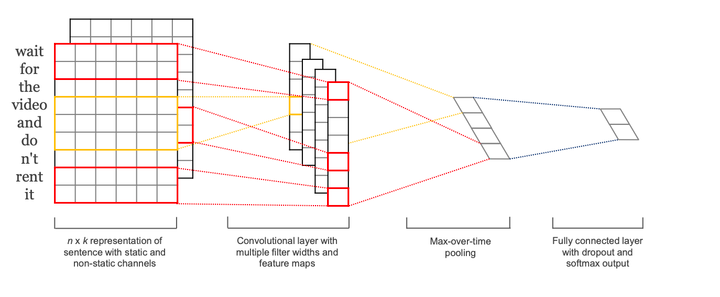 wait
for
the
video
and
do
n't
rent
it
n x k representation of
sentence with static and
non-static channels
Convolutional layer with
multiple filter widths and
feature maps
Max-over-time
pooling
Fully connected layer
with dropout and
softmax output